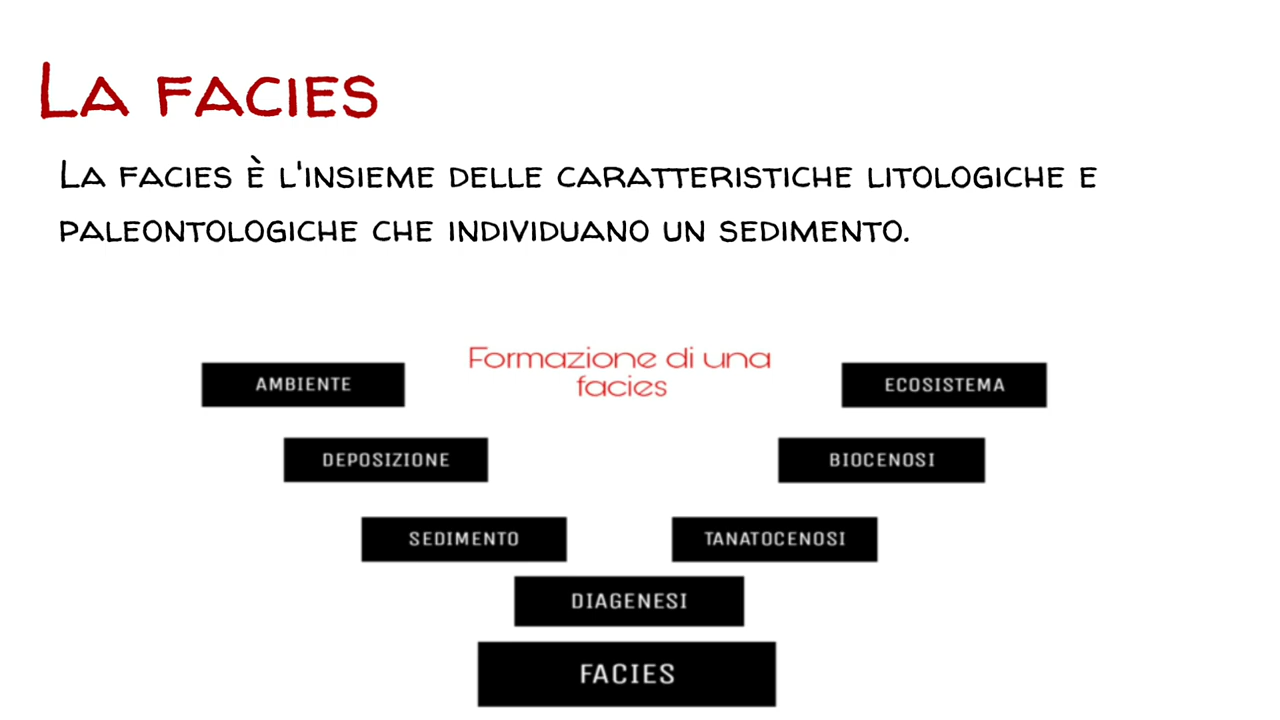 La facies
La facies è l'insieme delle caratteristiche litologiche e
paleontologiche che individuano un sedimento.
Formazione di una
facies
AMBIENTE
ECOSISTEMA
DEPOSIZIONE
BIOCENOSI
SEDIMENTO
TANATOCENOSI
DIAGENESI
FACIES